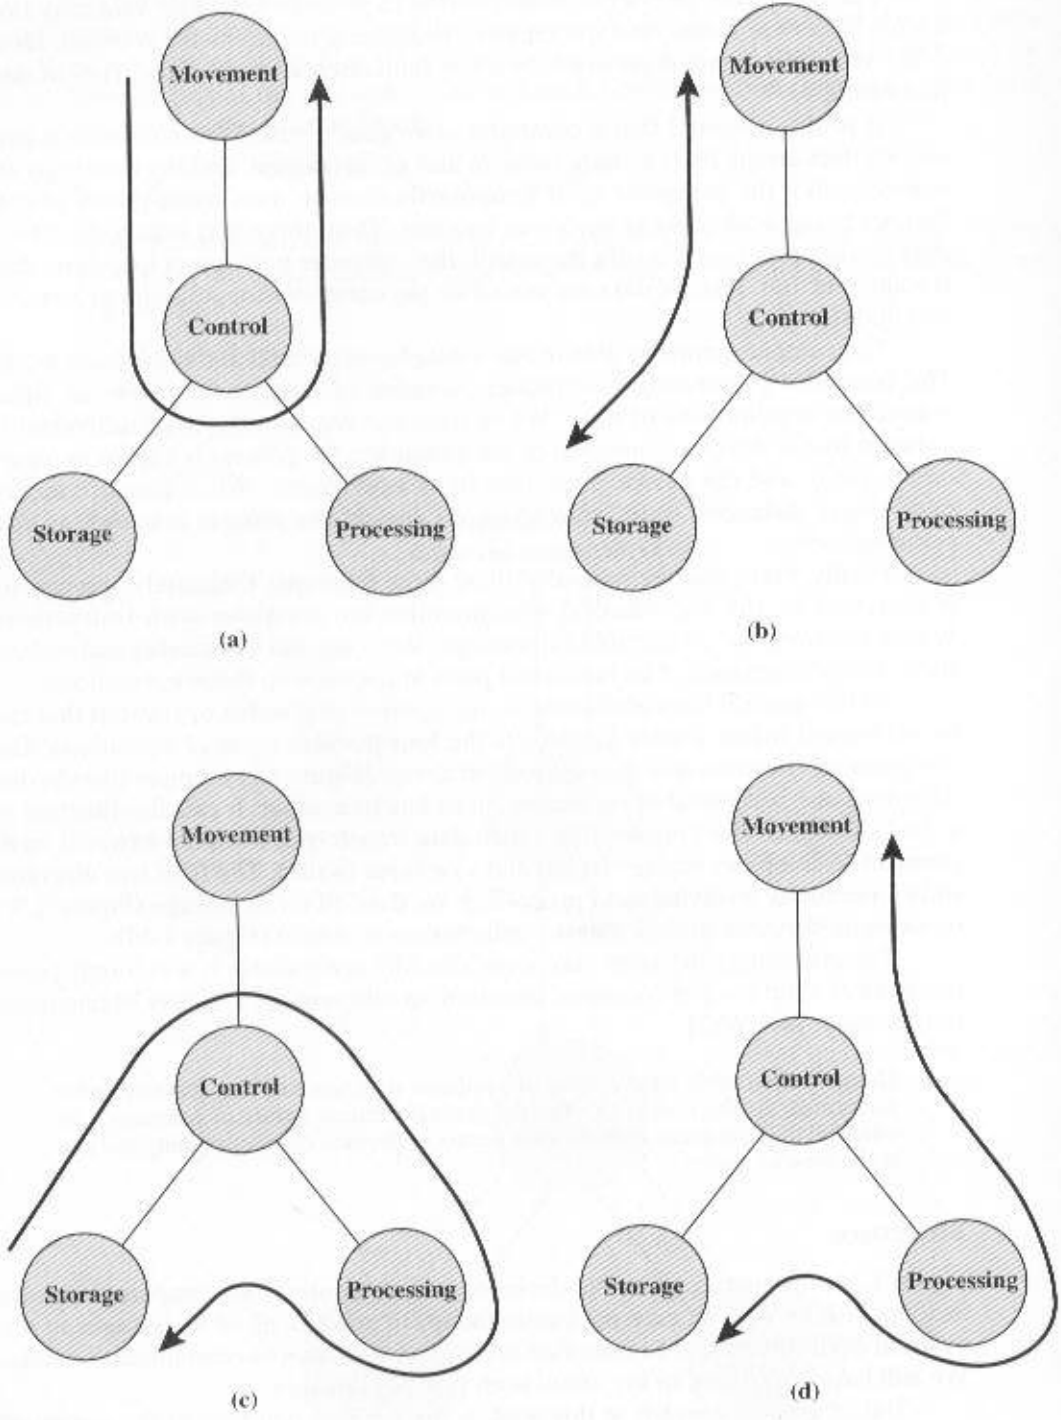 Movement
Control
Storage
Processing
(a)
Movement
Control
Storage
Processing
(b)
Movement
Control
Storage
Processing
(c)
Movement
Control
Storage
Processing
(d)